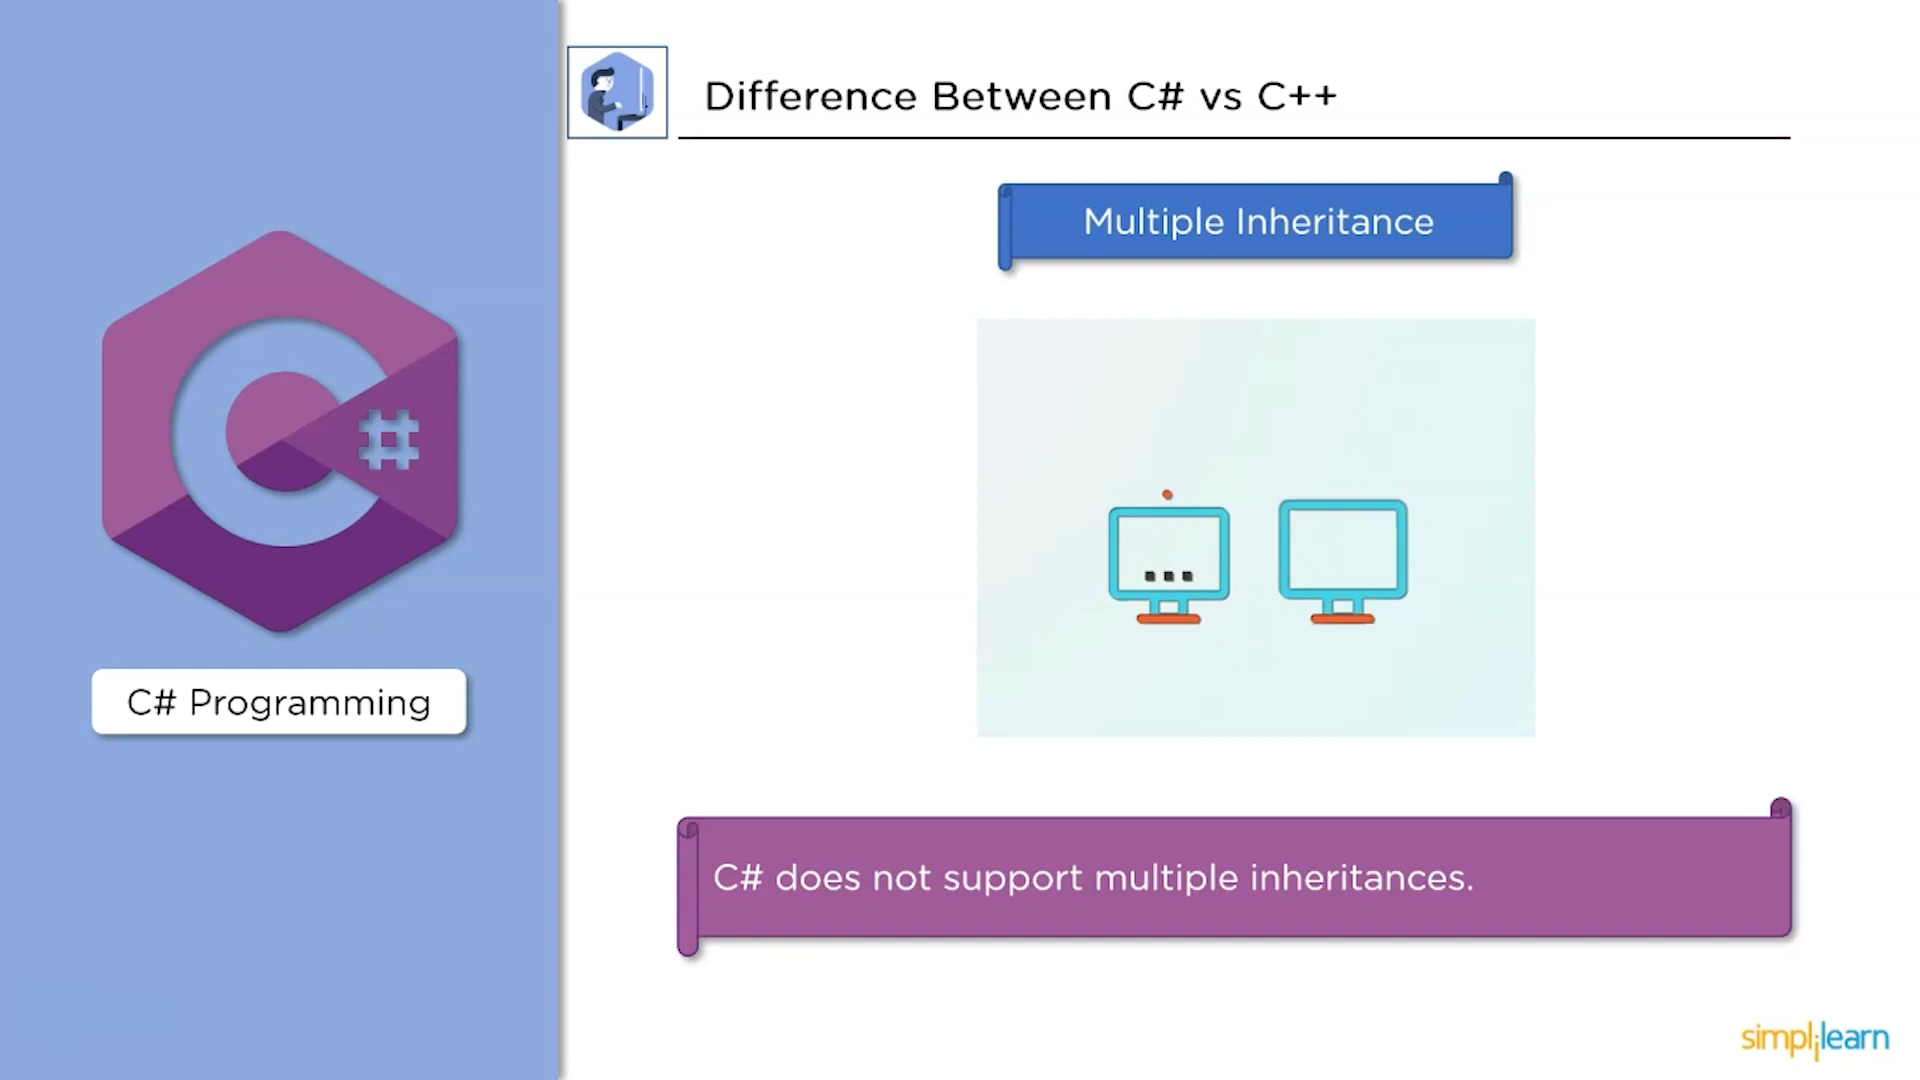 Difference Between C# vs C++
Multiple Inheritance
C#
C# Programming
C# does not support multiple inheritances.
simplilearn